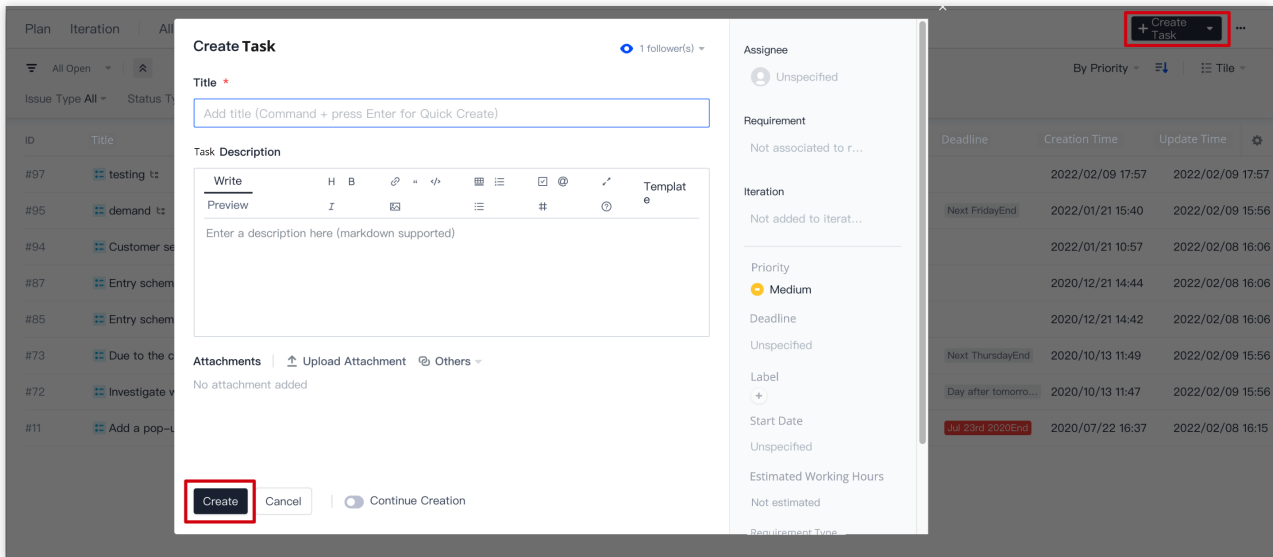 Plan Iteration All
+ Create Task
All Open
By Priority
Tile
Issue Type All Status Ty
ID Title Deadline Creation Time Update Time
#97 testing 2022/02/09 17:57 2022/02/09 17:57
#95 demand Next FridayEnd 2022/01/21 15:40 2022/02/09 15:56
#94 Customer se 2022/01/21 10:57 2022/02/08 16:06
#87 Entry schem 2020/12/21 14:44 2022/02/08 16:06
#85 Entry schem 2020/12/21 14:42 2022/02/08 16:06
#73 Due to the c Next ThursdayEnd 2020/10/13 11:49 2022/02/09 15:56
#72 Investigate w Day after tomorro... 2020/10/13 11:47 2022/02/09 15:56
#11 Add a pop-u Jul 23rd 2020End 2020/07/22 16:37 2022/02/08 16:15
Create Task
1 follower(s)
Title *
Add title (Command + press Enter for Quick Create)
Task Description
Write H B @ Templat
e
Preview I #
Enter a description here (markdown supported)
Attachments Upload Attachment Others
No attachment added
Create Cancel Continue Creation
Assignee
Unspecified
Requirement
Not associated to r...
Iteration
Not added to iterat...
Priority
Medium
Deadline
Unspecified
Label
+
Start Date
Unspecified
Estimated Working Hours
Not estimated
Requirement Type